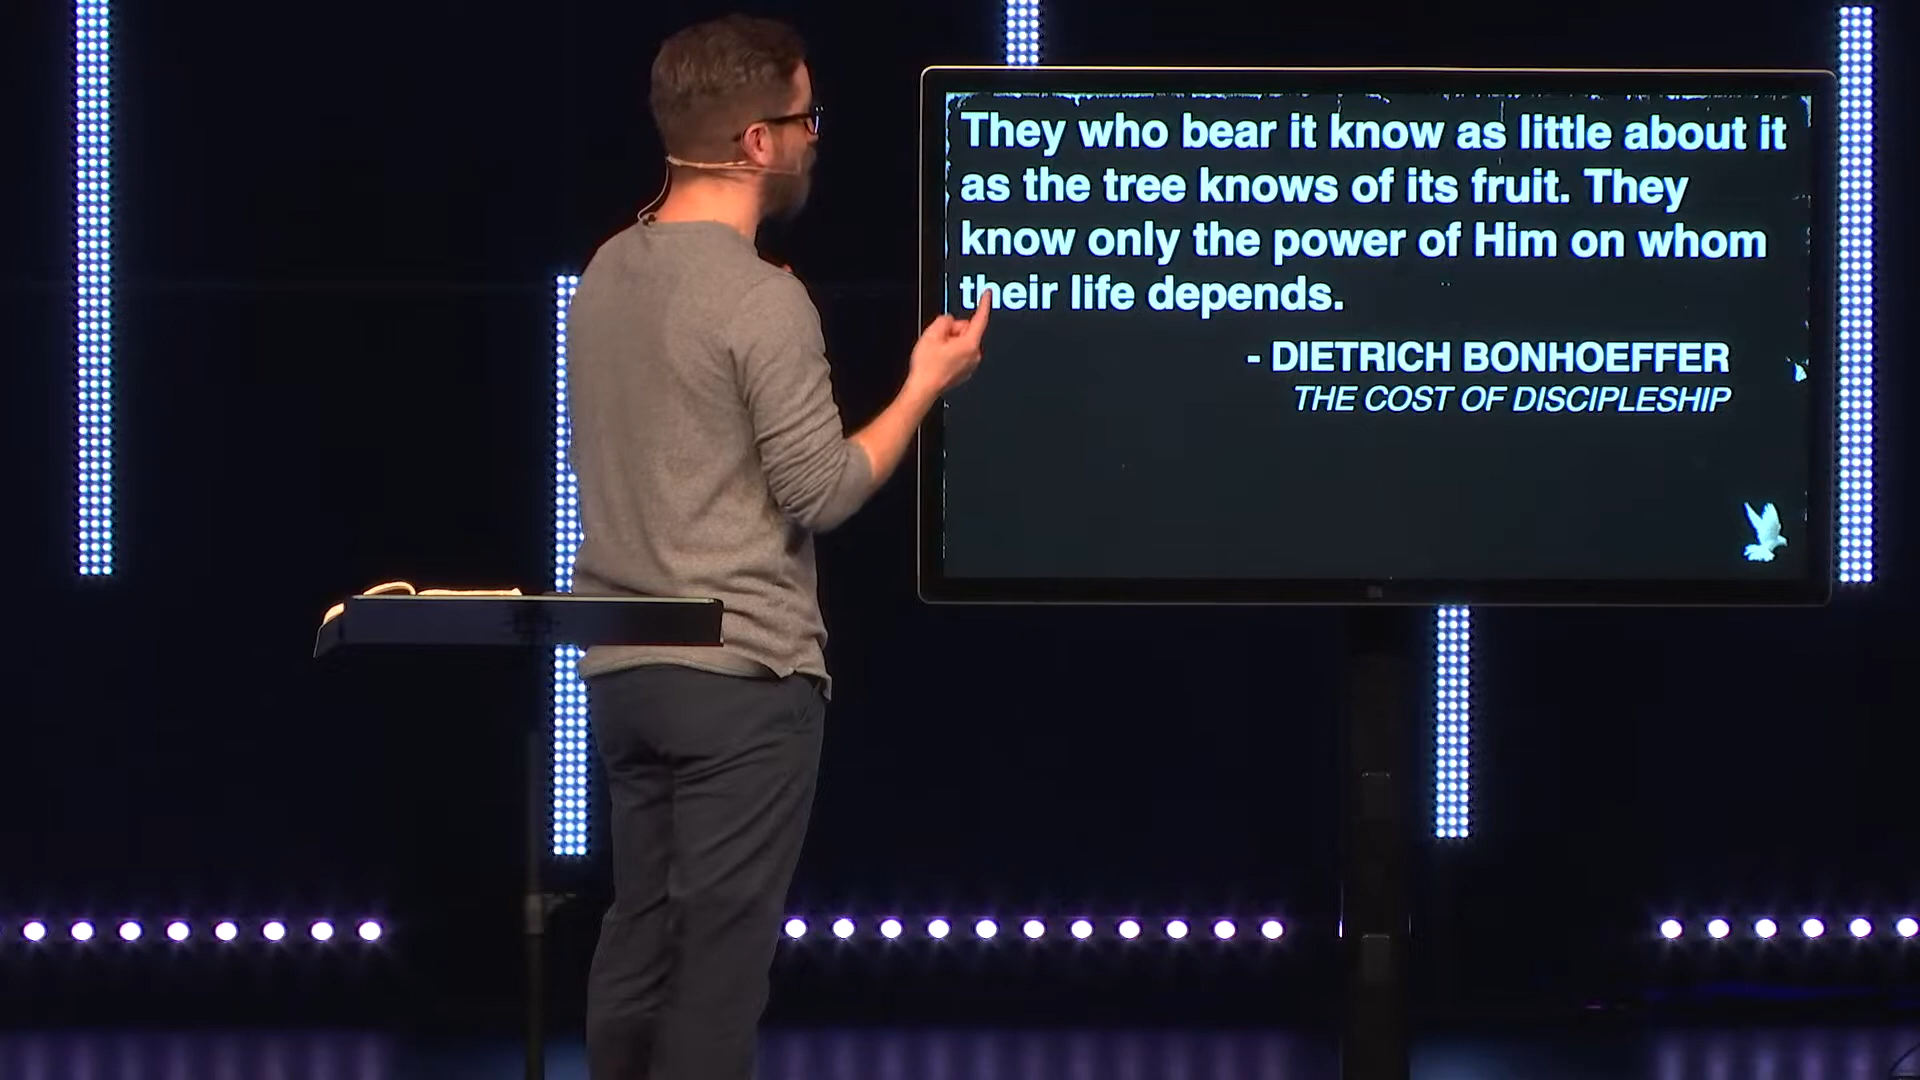 They who bear it know as little about it
as the tree knows of its fruit. They
know only the power of Him on whom
their life depends.
- DIETRICH BONHOEFFER
THE COST OF DISCIPLESHIP